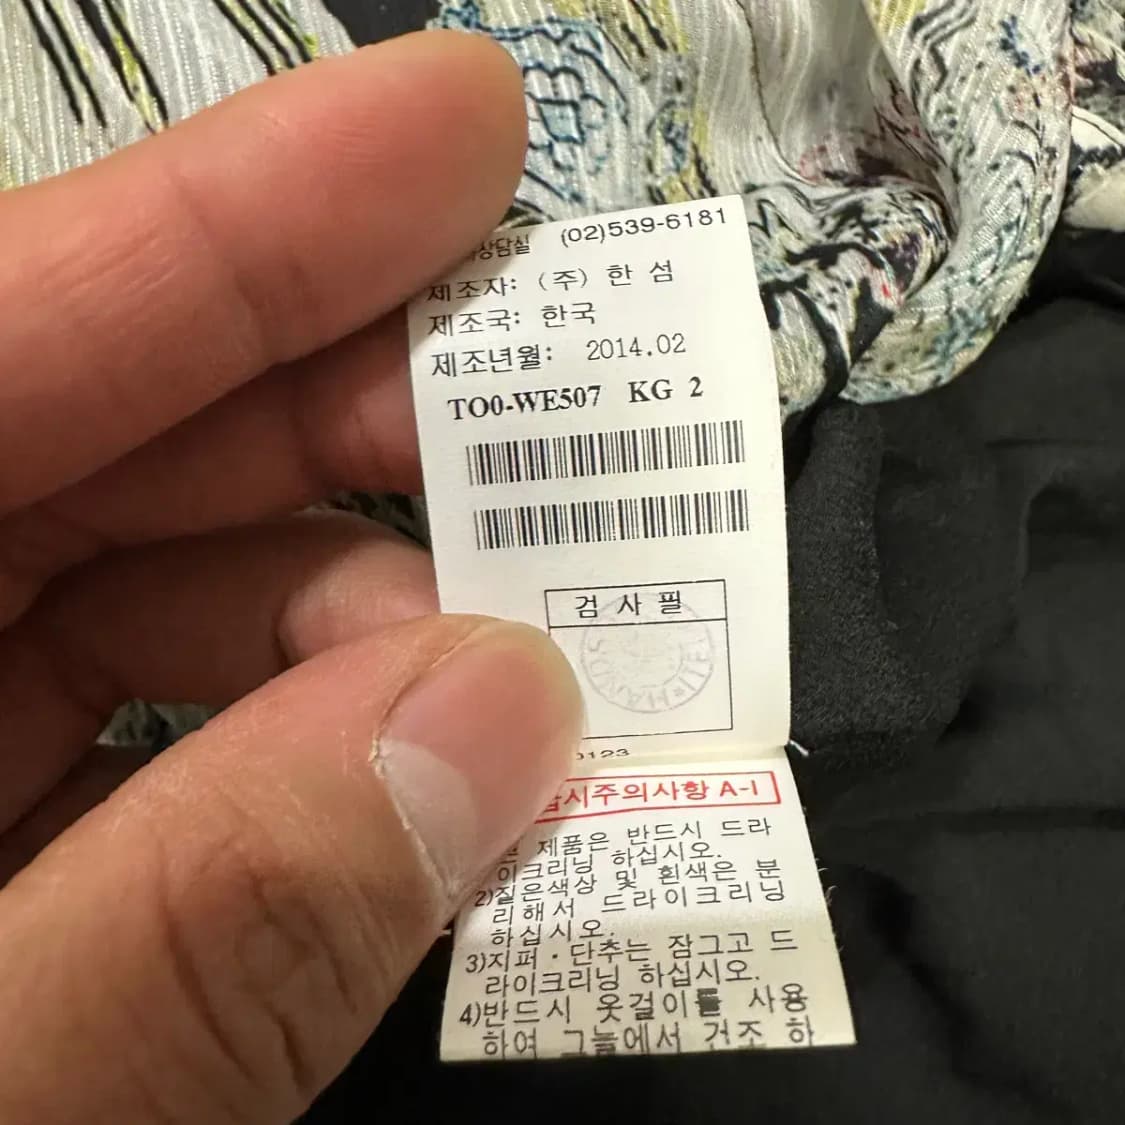 상담실 (02)539-6181
제조자: (주) 한 섬
제조국: 한국
제조년월: 2014.02
TO0-WE507 KG 2
검 사 필
0123
시주의사항 A-1
제품은 반드시 드라
이크리닝 하십시오.
2)짙은색상 및 흰색은 분
리해서 드라이크리닝
하십시오.
3)지퍼·단추는 잠그고 드
라이크리닝 하십시오.
4)반드시 옷걸이를 사용
하여 그늘에서 건조 하